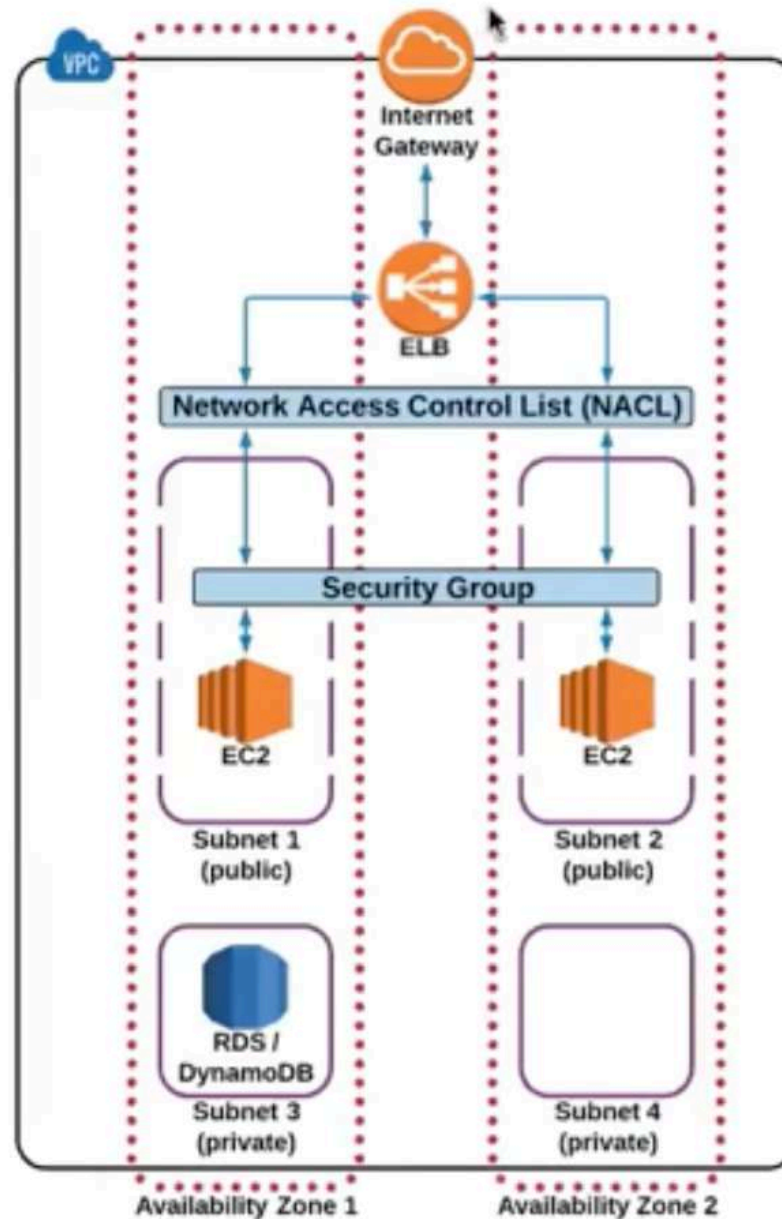 VPC
Internet
Gateway
ELB
Network Access Control List (NACL)
Security Group
EC2
EC2
Subnet 1
(public)
Subnet 2
(public)
RDS /
DynamoDB
Subnet 3
(private)
Subnet 4
(private)
Availability Zone 1
Availability Zone 2